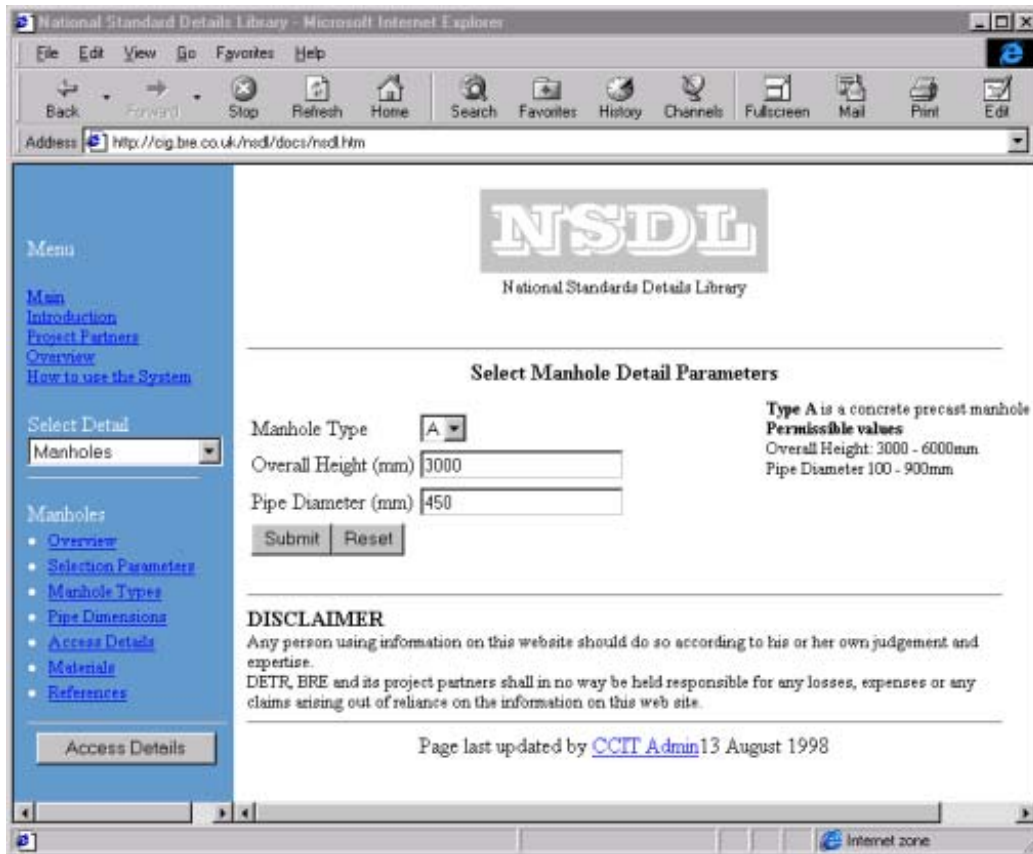 National Standard Details Library - Microsoft Internet Explorer
File Edit View Go Favorites Help
Back Forward Stop Refresh Home Search Favorites History Channels Fullscreen Mail Print Edit
Address http://cig.bre.co.uk/nsdl/docs/nsdl.htm
Menu
Main
Introduction
Project Partners
Overview
How to use the System
Select Detail
Manholes
Manholes
Overview
Selection Parameters
Manhole Types
Pipe Dimensions
Access Details
Materials
References
Access Details
NSDL
National Standards Details Library
Select Manhole Detail Parameters
Manhole Type A
Overall Height (mm) 3000
Pipe Diameter (mm) 450
Submit Reset
Type A is a concrete precast manhole
Permissible values
Overall Height: 3000 - 6000mm
Pipe Diameter 100 - 900mm
DISCLAIMER
Any person using information on this website should do so according to his or her own judgement and
expertise.
DETR, BRE and its project partners shall in no way be held responsible for any losses, expenses or any
claims arising out of reliance on the information on this web site.
Page last updated by CCIT Admin13 August 1998
Internet zone